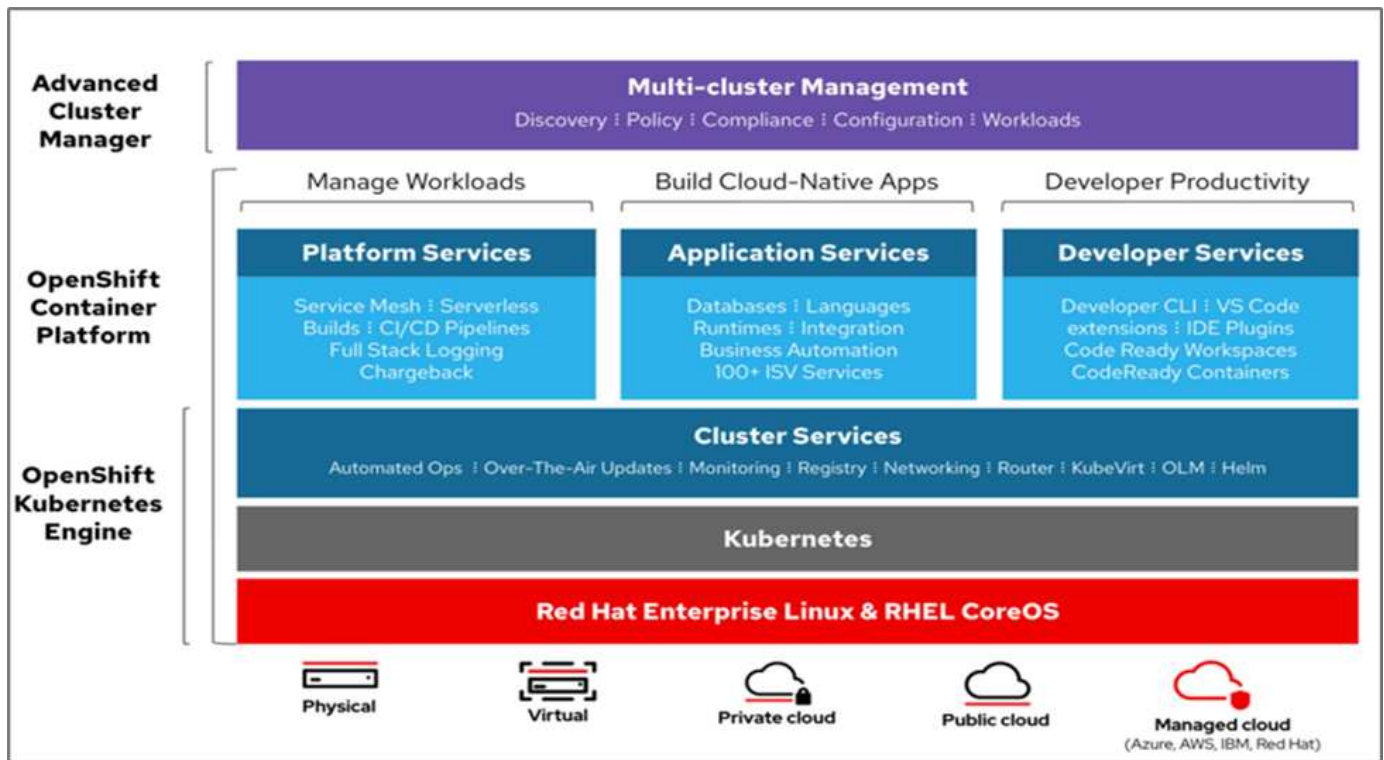 Advanced
Cluster
Manager
Multi-cluster Management
Discovery ⁝ Policy ⁝ Compliance ⁝ Configuration ⁝ Workloads
OpenShift
Container
Platform
Manage Workloads
Build Cloud-Native Apps
Developer Productivity
Platform Services
Service Mesh ⁝ Serverless
Builds ⁝ CI/CD Pipelines
Full Stack Logging
Chargeback
Application Services
Databases ⁝ Languages
Runtimes ⁝ Integration
Business Automation
100+ ISV Services
Developer Services
Developer CLI ⁝ VS Code
extensions ⁝ IDE Plugins
Code Ready Workspaces
CodeReady Containers
OpenShift
Kubernetes
Engine
Cluster Services
Automated Ops ⁝ Over-The-Air Updates ⁝ Monitoring ⁝ Registry ⁝ Networking ⁝ Router ⁝ KubeVirt ⁝ OLM ⁝ Helm
Kubernetes
Red Hat Enterprise Linux & RHEL CoreOS
Physical
Virtual
Private cloud
Public cloud
Managed cloud
(Azure, AWS, IBM, Red Hat)